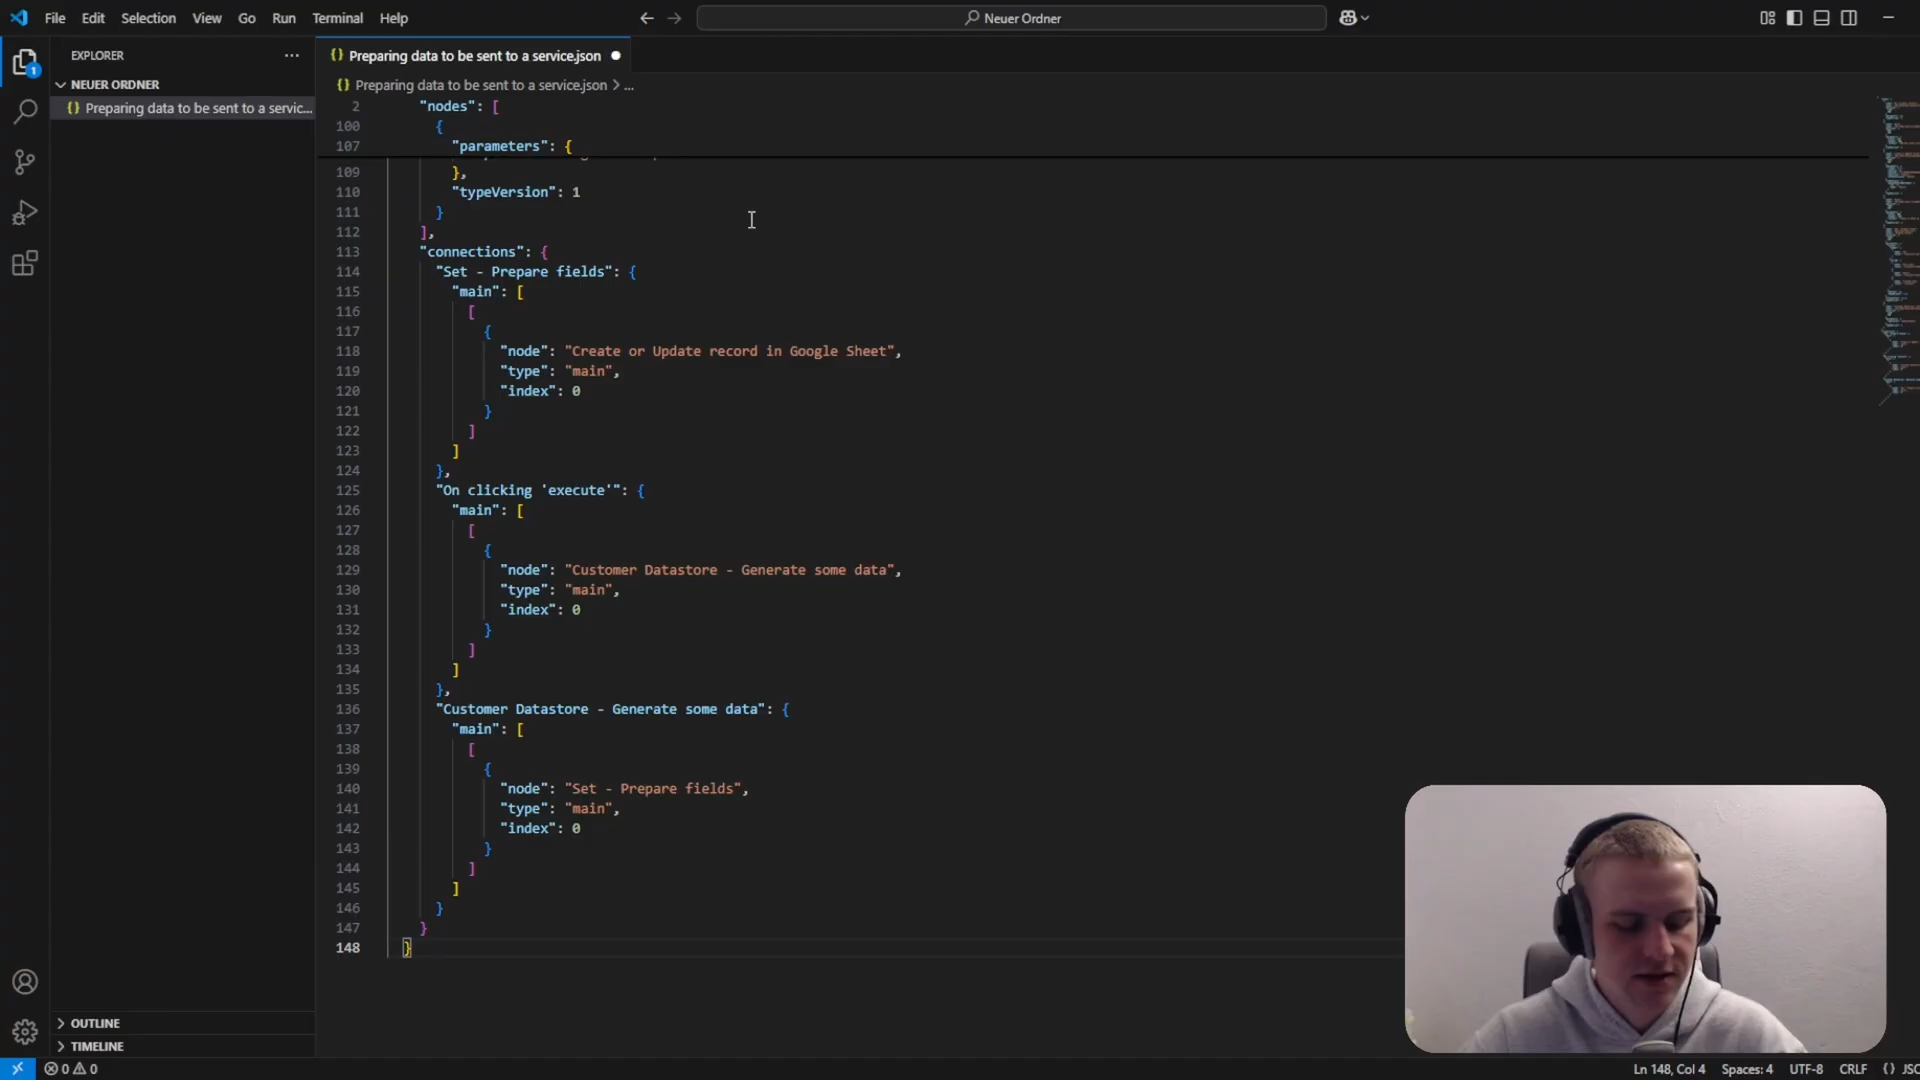 File Edit Selection View Go Run Terminal Help
Neuer Ordner
EXPLORER
NEUER ORDNER
Preparing data to be sent to a servic...
1
Preparing data to be sent to a service.json
Preparing data to be sent to a service.json > ...
2 "nodes": [
100 {
107 "parameters": {
109 },
110 "typeVersion": 1
111 }
112 ],
113 "connections": {
114 "Set - Prepare fields": {
115 "main": [
116 [
117 {
118 "node": "Create or Update record in Google Sheet",
119 "type": "main",
120 "index": 0
121 }
122 ]
123 ]
124 },
125 "On clicking 'execute'": {
126 "main": [
127 [
128 {
129 "node": "Customer Datastore - Generate some data",
130 "type": "main",
131 "index": 0
132 }
133 ]
134 ]
135 },
136 "Customer Datastore - Generate some data": {
137 "main": [
138 [
139 {
140 "node": "Set - Prepare fields",
141 "type": "main",
142 "index": 0
143 }
144 ]
145 ]
146 }
147 }
148 }
OUTLINE
TIMELINE
0 0
Ln 148, Col 4 Spaces: 4 UTF-8 CRLF {} JSO